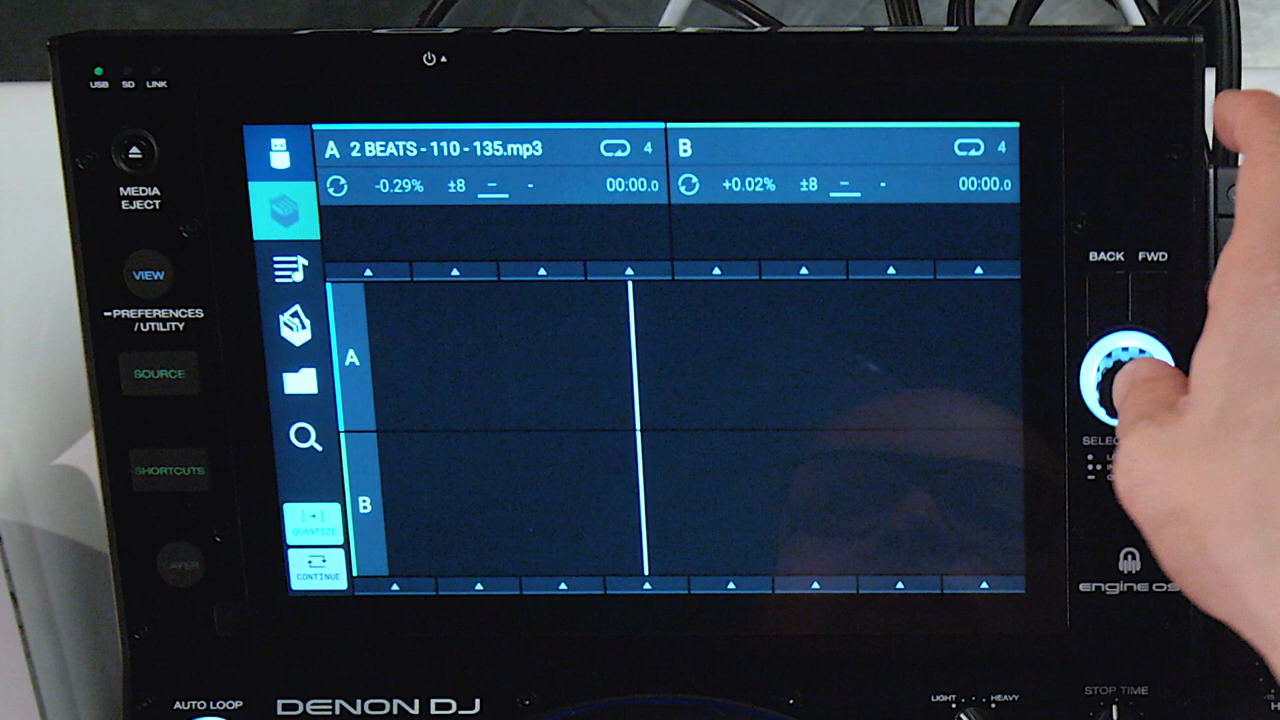 USB SD LINK
MEDIA
EJECT
VIEW
PREFERENCES
/ UTILITY
SOURCE
SHORTCUTS
LAYER
A 2 BEATS - 110 - 135.mp3 4
-0.29% ±8 - 00:00.0
B 4
+0.02% ±8 - 00:00.0
A
B
QUANTIZE
CONTINUE
BACK FWD
engine os
AUTO LOOP
DENON DJ
LIGHT HEAVY
STOP TIME